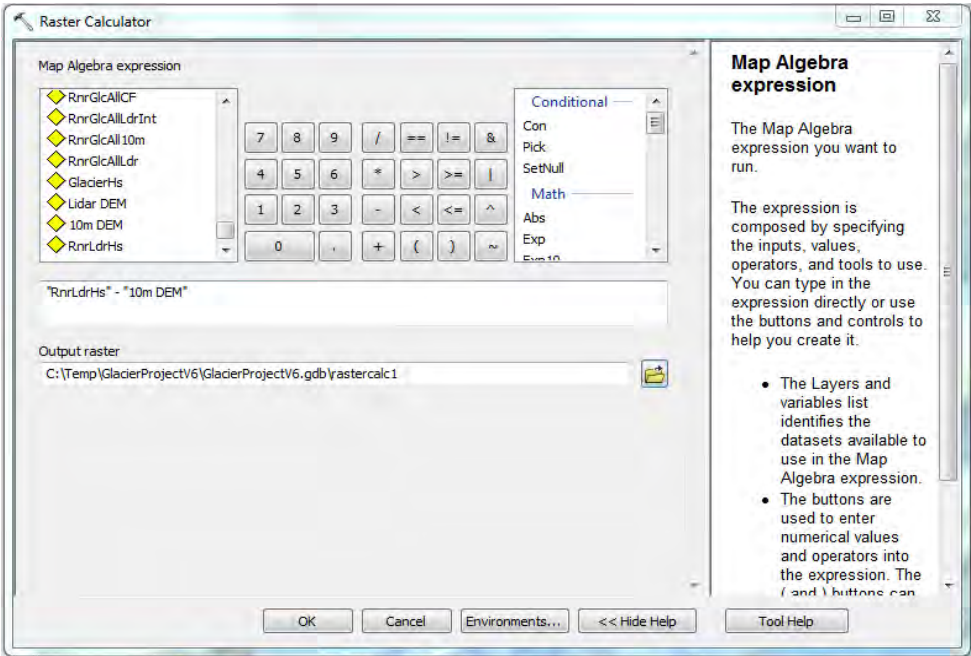 Raster Calculator
Map Algebra expression
RnrGlcAllCF
RnrGlcAllLdrInt
RnrGlcAll10m
RnrGlcAllLdr
GlacierHs
Lidar DEM
10m DEM
RnrLdrHs
7 8 9 / == != &
4 5 6 * > >= |
1 2 3 - < <= ^
0 . + ( ) ~
Conditional
Con
Pick
SetNull
Math
Abs
Exp
Exp10
"RnrLdrHs" - "10m DEM"
Output raster
C:\Temp\GlacierProjectV6\GlacierProjectV6.gdb\rastercalc1
OK Cancel Environments... << Hide Help Tool Help
Map Algebra
expression
The Map Algebra
expression you want to
run.
The expression is
composed by specifying
the inputs, values,
operators, and tools to use.
You can type in the
expression directly or use
the buttons and controls to
help you create it.
• The Layers and
variables list
identifies the
datasets available to
use in the Map
Algebra expression.
• The buttons are
used to enter
numerical values
and operators into
the expression. The
( and ) buttons can